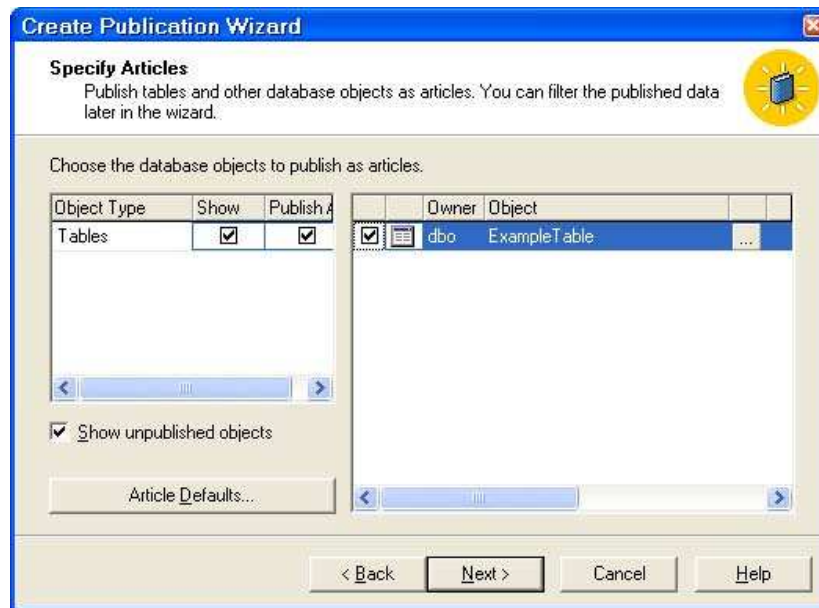 Create Publication Wizard
Specify Articles
Publish tables and other database objects as articles. You can filter the published data
later in the wizard.
Choose the database objects to publish as articles.
Object Type Show Publish A
Tables
Owner Object
dbo ExampleTable ...
Show unpublished objects
Article Defaults...
< Back Next > Cancel Help